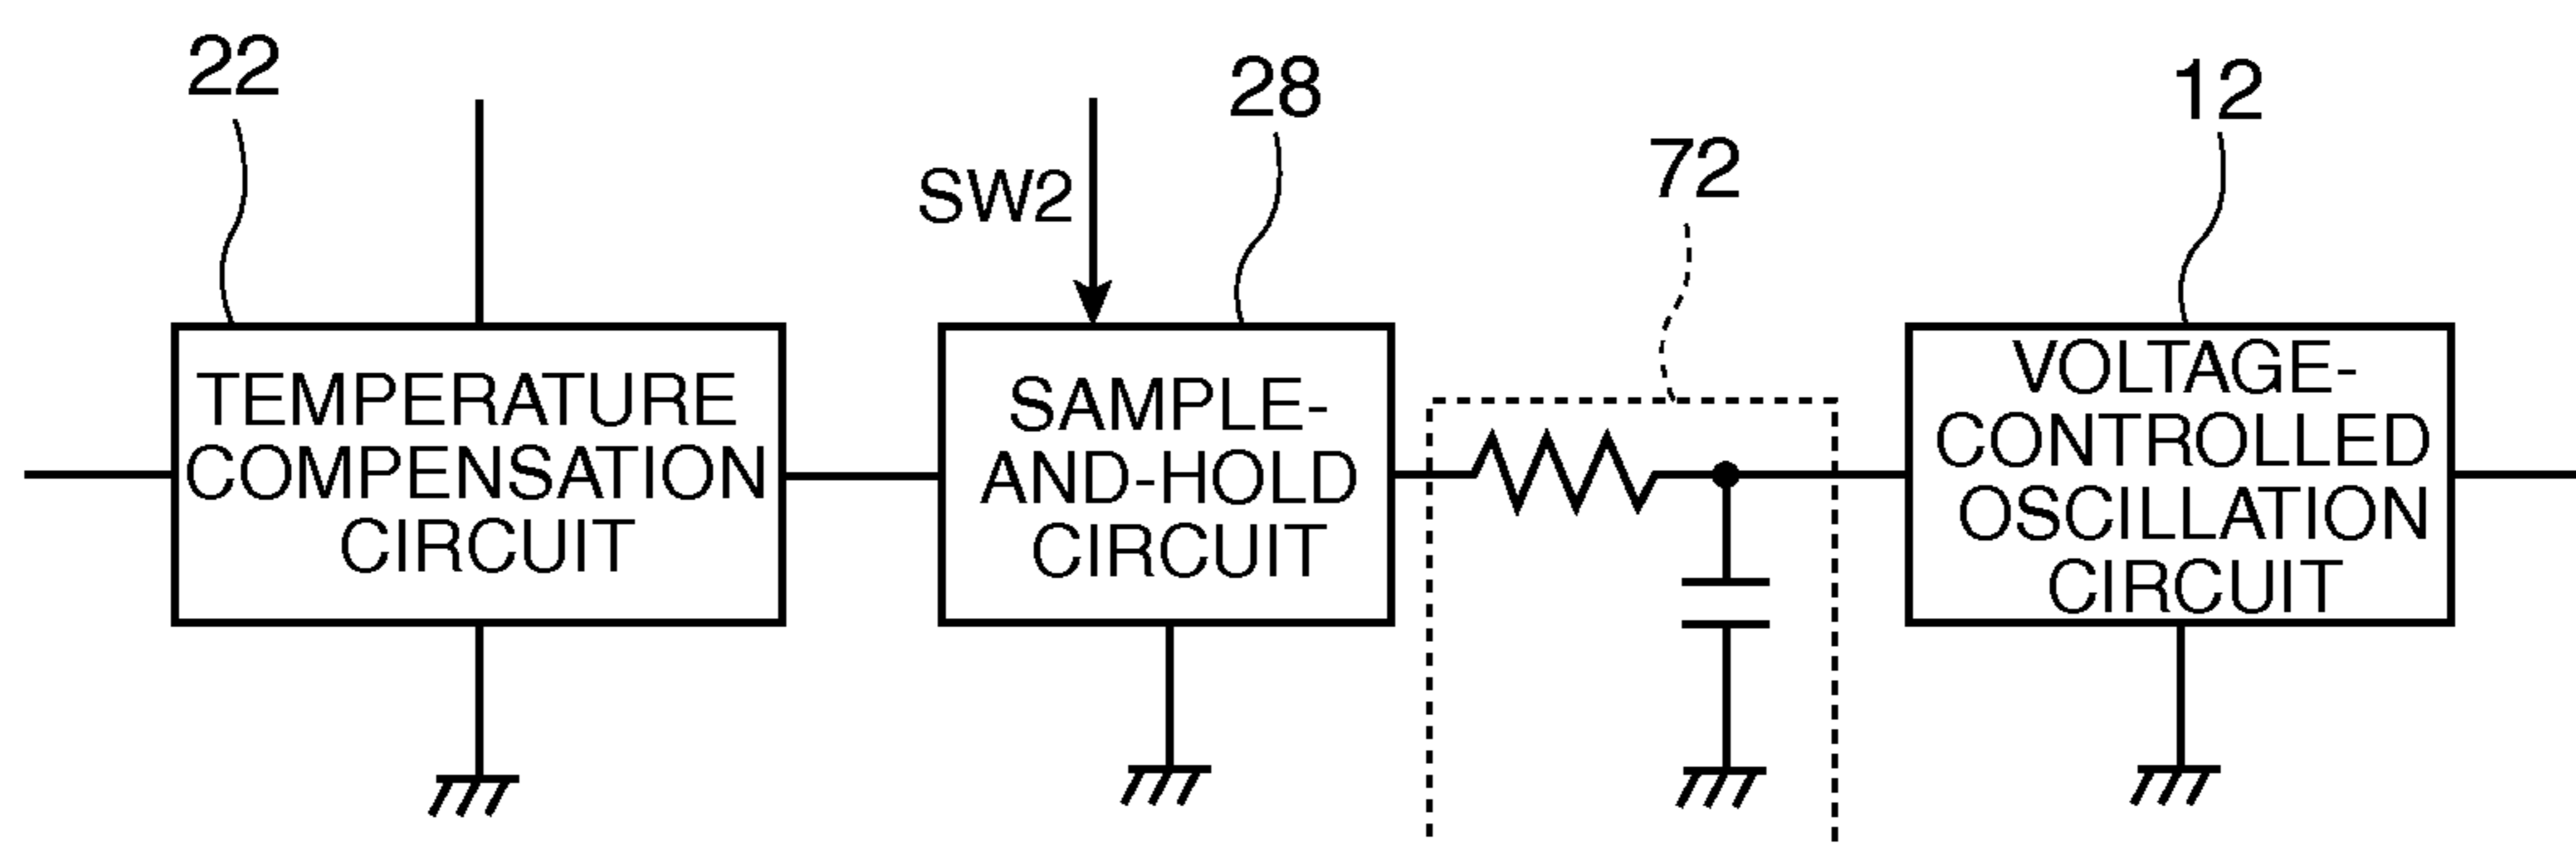 22
28
12
72
SW2
TEMPERATURE
COMPENSATION
CIRCUIT
SAMPLE-
AND-HOLD
CIRCUIT
VOLTAGE-
CONTROLLED
OSCILLATION
CIRCUIT